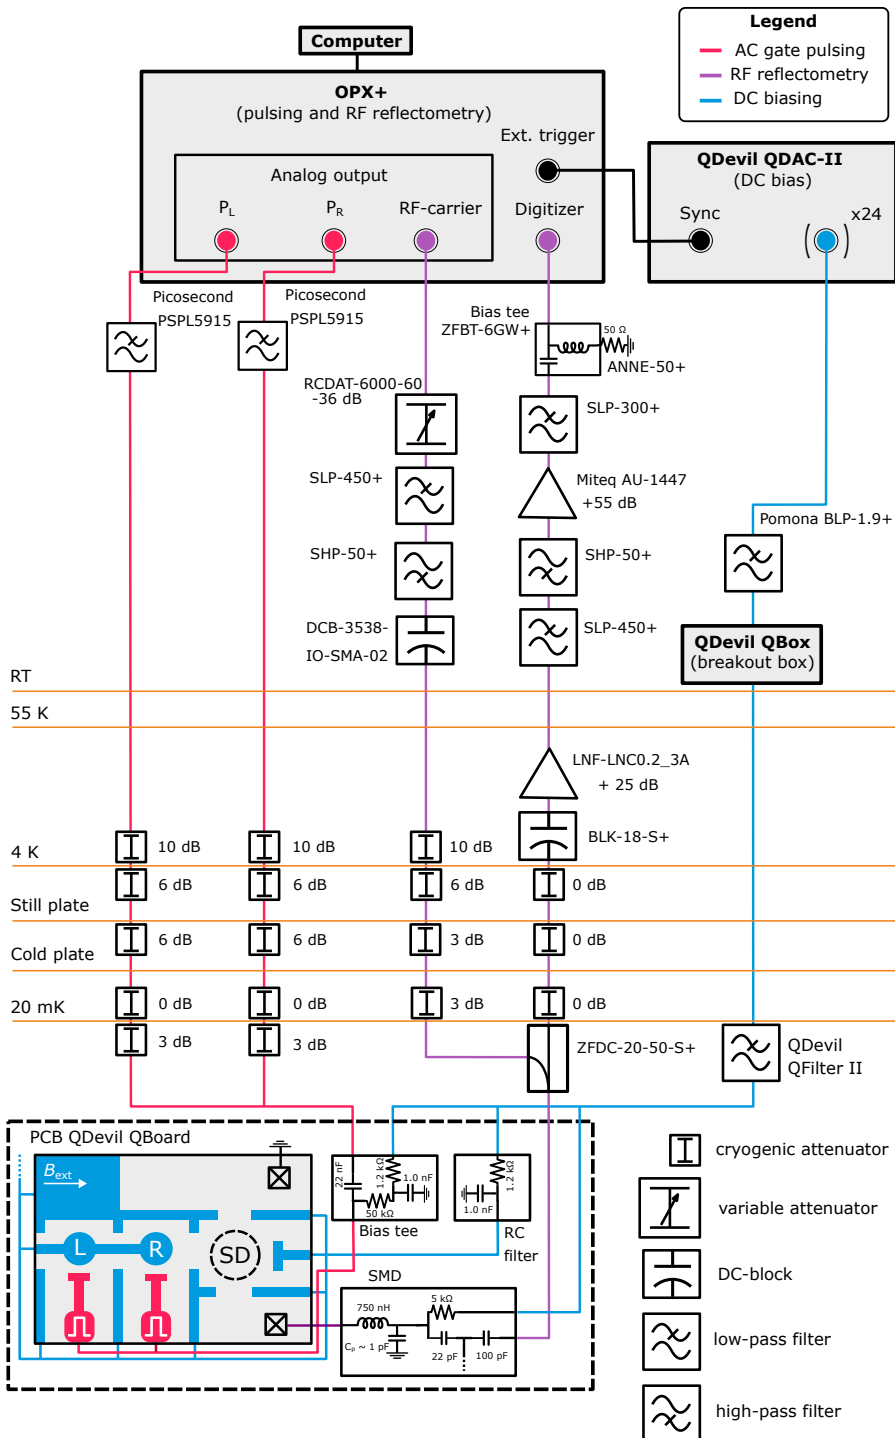 Legend
AC gate pulsing
RF reflectometry
DC biasing
Computer
OPX+
(pulsing and RF reflectometry)
Ext. trigger
Analog output
P_L
P_R
RF-carrier
Digitizer
QDevil QDAC-II
(DC bias)
Sync
( ) x24
Picosecond
PSPL5915
Picosecond
PSPL5915
Bias tee
ZFBT-6GW+
50 Ω
ANNE-50+
RCDAT-6000-60
-36 dB
SLP-300+
SLP-450+
Miteq AU-1447
+55 dB
Pomona BLP-1.9+
SHP-50+
SHP-50+
DCB-3538-
IO-SMA-02
SLP-450+
QDevil QBox
(breakout box)
RT
55 K
LNF-LNC0.2_3A
+ 25 dB
BLK-18-S+
4 K
10 dB
10 dB
10 dB
6 dB
6 dB
6 dB
0 dB
Still plate
6 dB
6 dB
3 dB
0 dB
Cold plate
20 mK
0 dB
0 dB
3 dB
0 dB
3 dB
3 dB
ZFDC-20-50-S+
QDevil
QFilter II
PCB QDevil QBoard
B_ext
L
R
SD
22 nF
1.2 kΩ
1.0 nF
50 kΩ
Bias tee
1.2 kΩ
1.0 nF
RC
filter
SMD
750 nH
5 kΩ
C_p ~ 1 pF
22 pF
100 pF
cryogenic attenuator
variable attenuator
DC-block
low-pass filter
high-pass filter